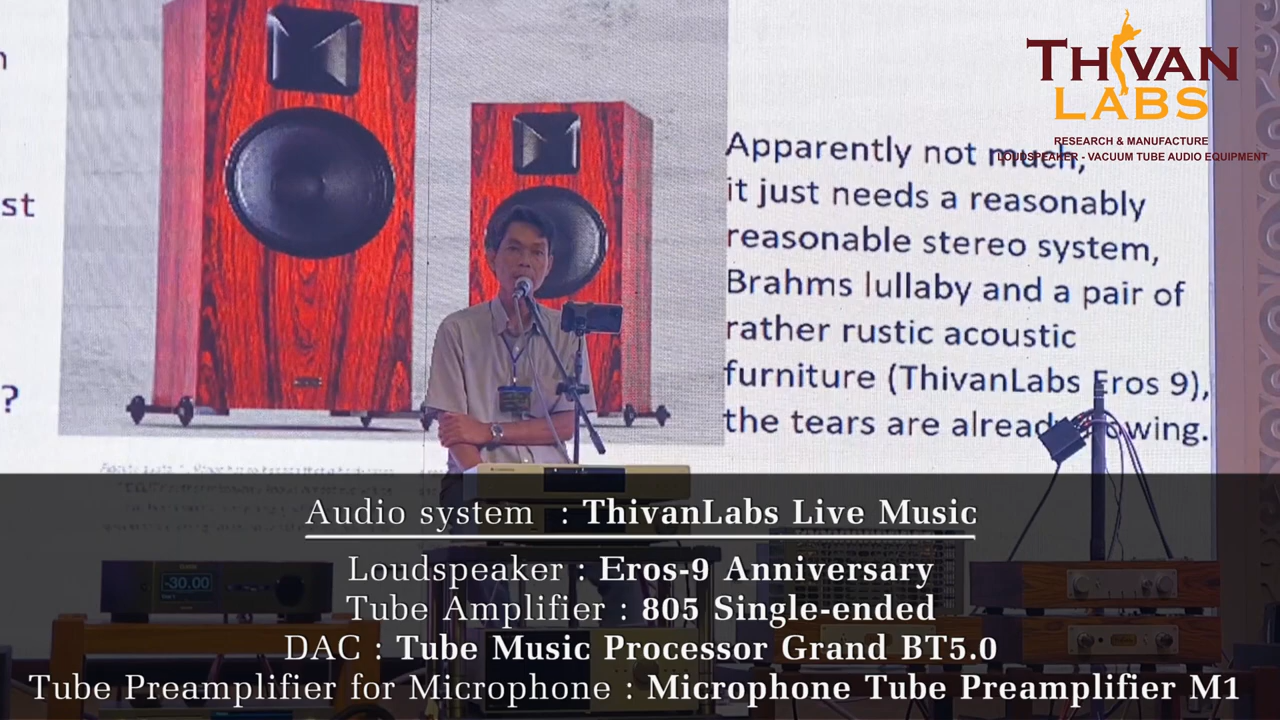 THIVAN
LABS
RESEARCH & MANUFACTURE
LOUDSPEAKER - VACUUM TUBE AUDIO EQUIPMENT
st
?
Apparently not much,
it just needs a reasonably
reasonable stereo system,
Brahms lullaby and a pair of
rather rustic acoustic
furniture (ThivanLabs Eros 9),
the tears are already
Audio system : ThivanLabs Live Music
Loudspeaker : Eros-9 Anniversary
Tube Amplifier : 805 Single-ended
DAC : Tube Music Processor Grand BT5.0
Tube Preamplifier for Microphone : Microphone Tube Preamplifier M1
-30.00